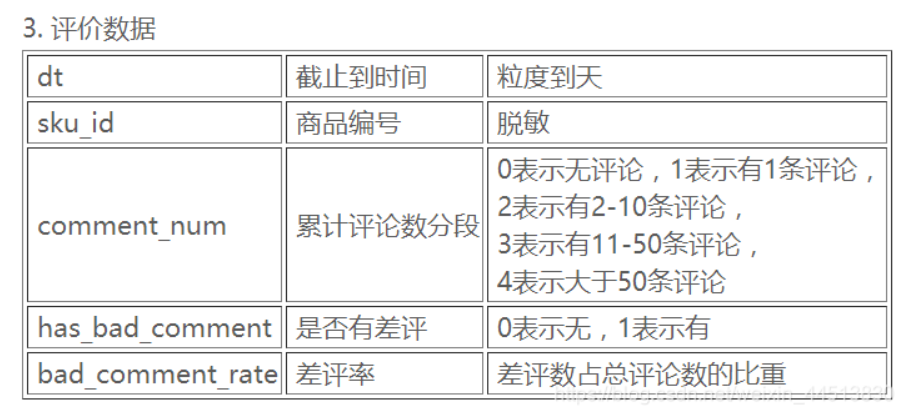 3. 评价数据
dt 截止到时间 粒度到天
sku_id 商品编号 脱敏
comment_num 累计评论数分段 0表示无评论，1表示有1条评论，
2表示有2-10条评论，
3表示有11-50条评论，
4表示大于50条评论
has_bad_comment 是否有差评 0表示无，1表示有
bad_comment_rate 差评率 差评数占总评论数的比重